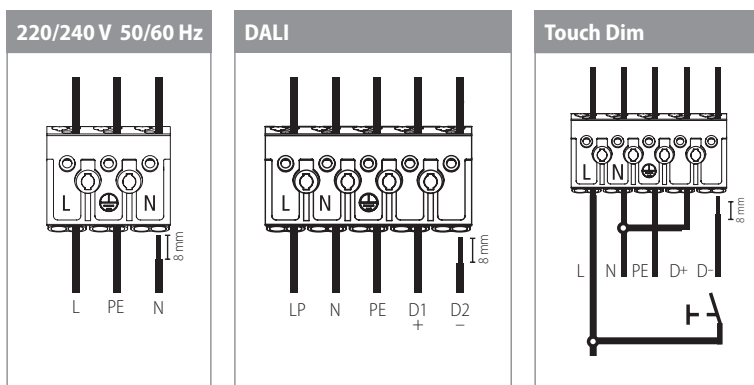 220/240 V 50/60 Hz
L N
8 mm
L PE N
DALI
L N
8 mm
LP N PE D1 D2
+ –
Touch Dim
L N
8 mm
L N PE D+ D-